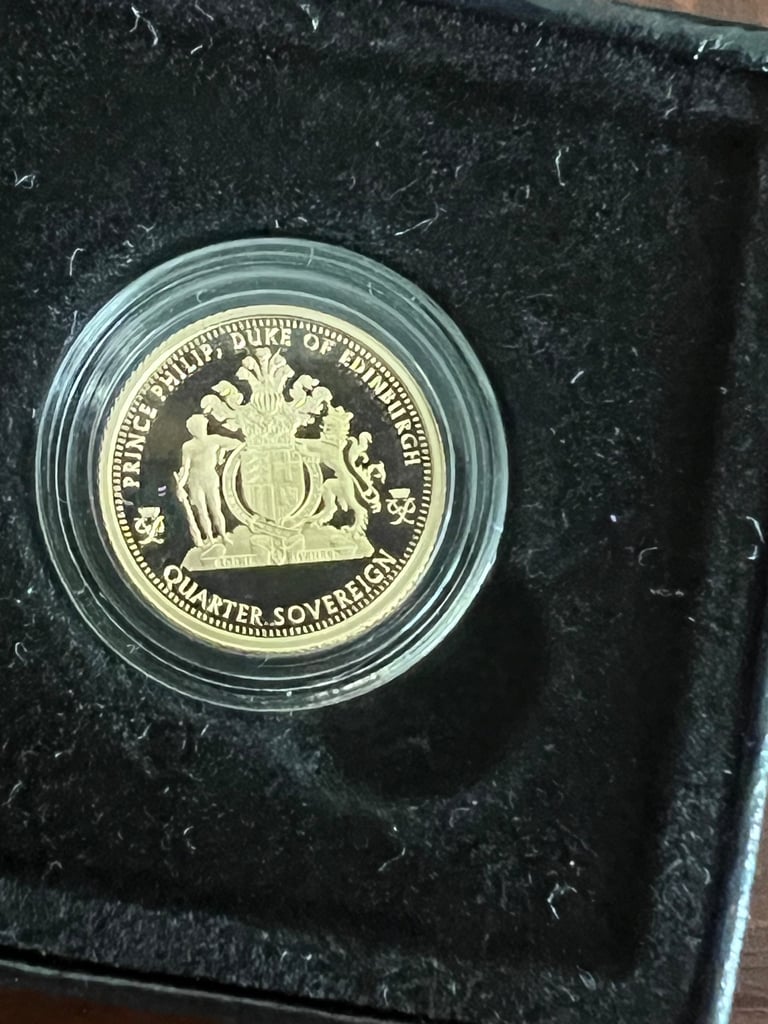 PRINCE PHILIP, DUKE OF EDINBURGH
QUARTER SOVEREIGN